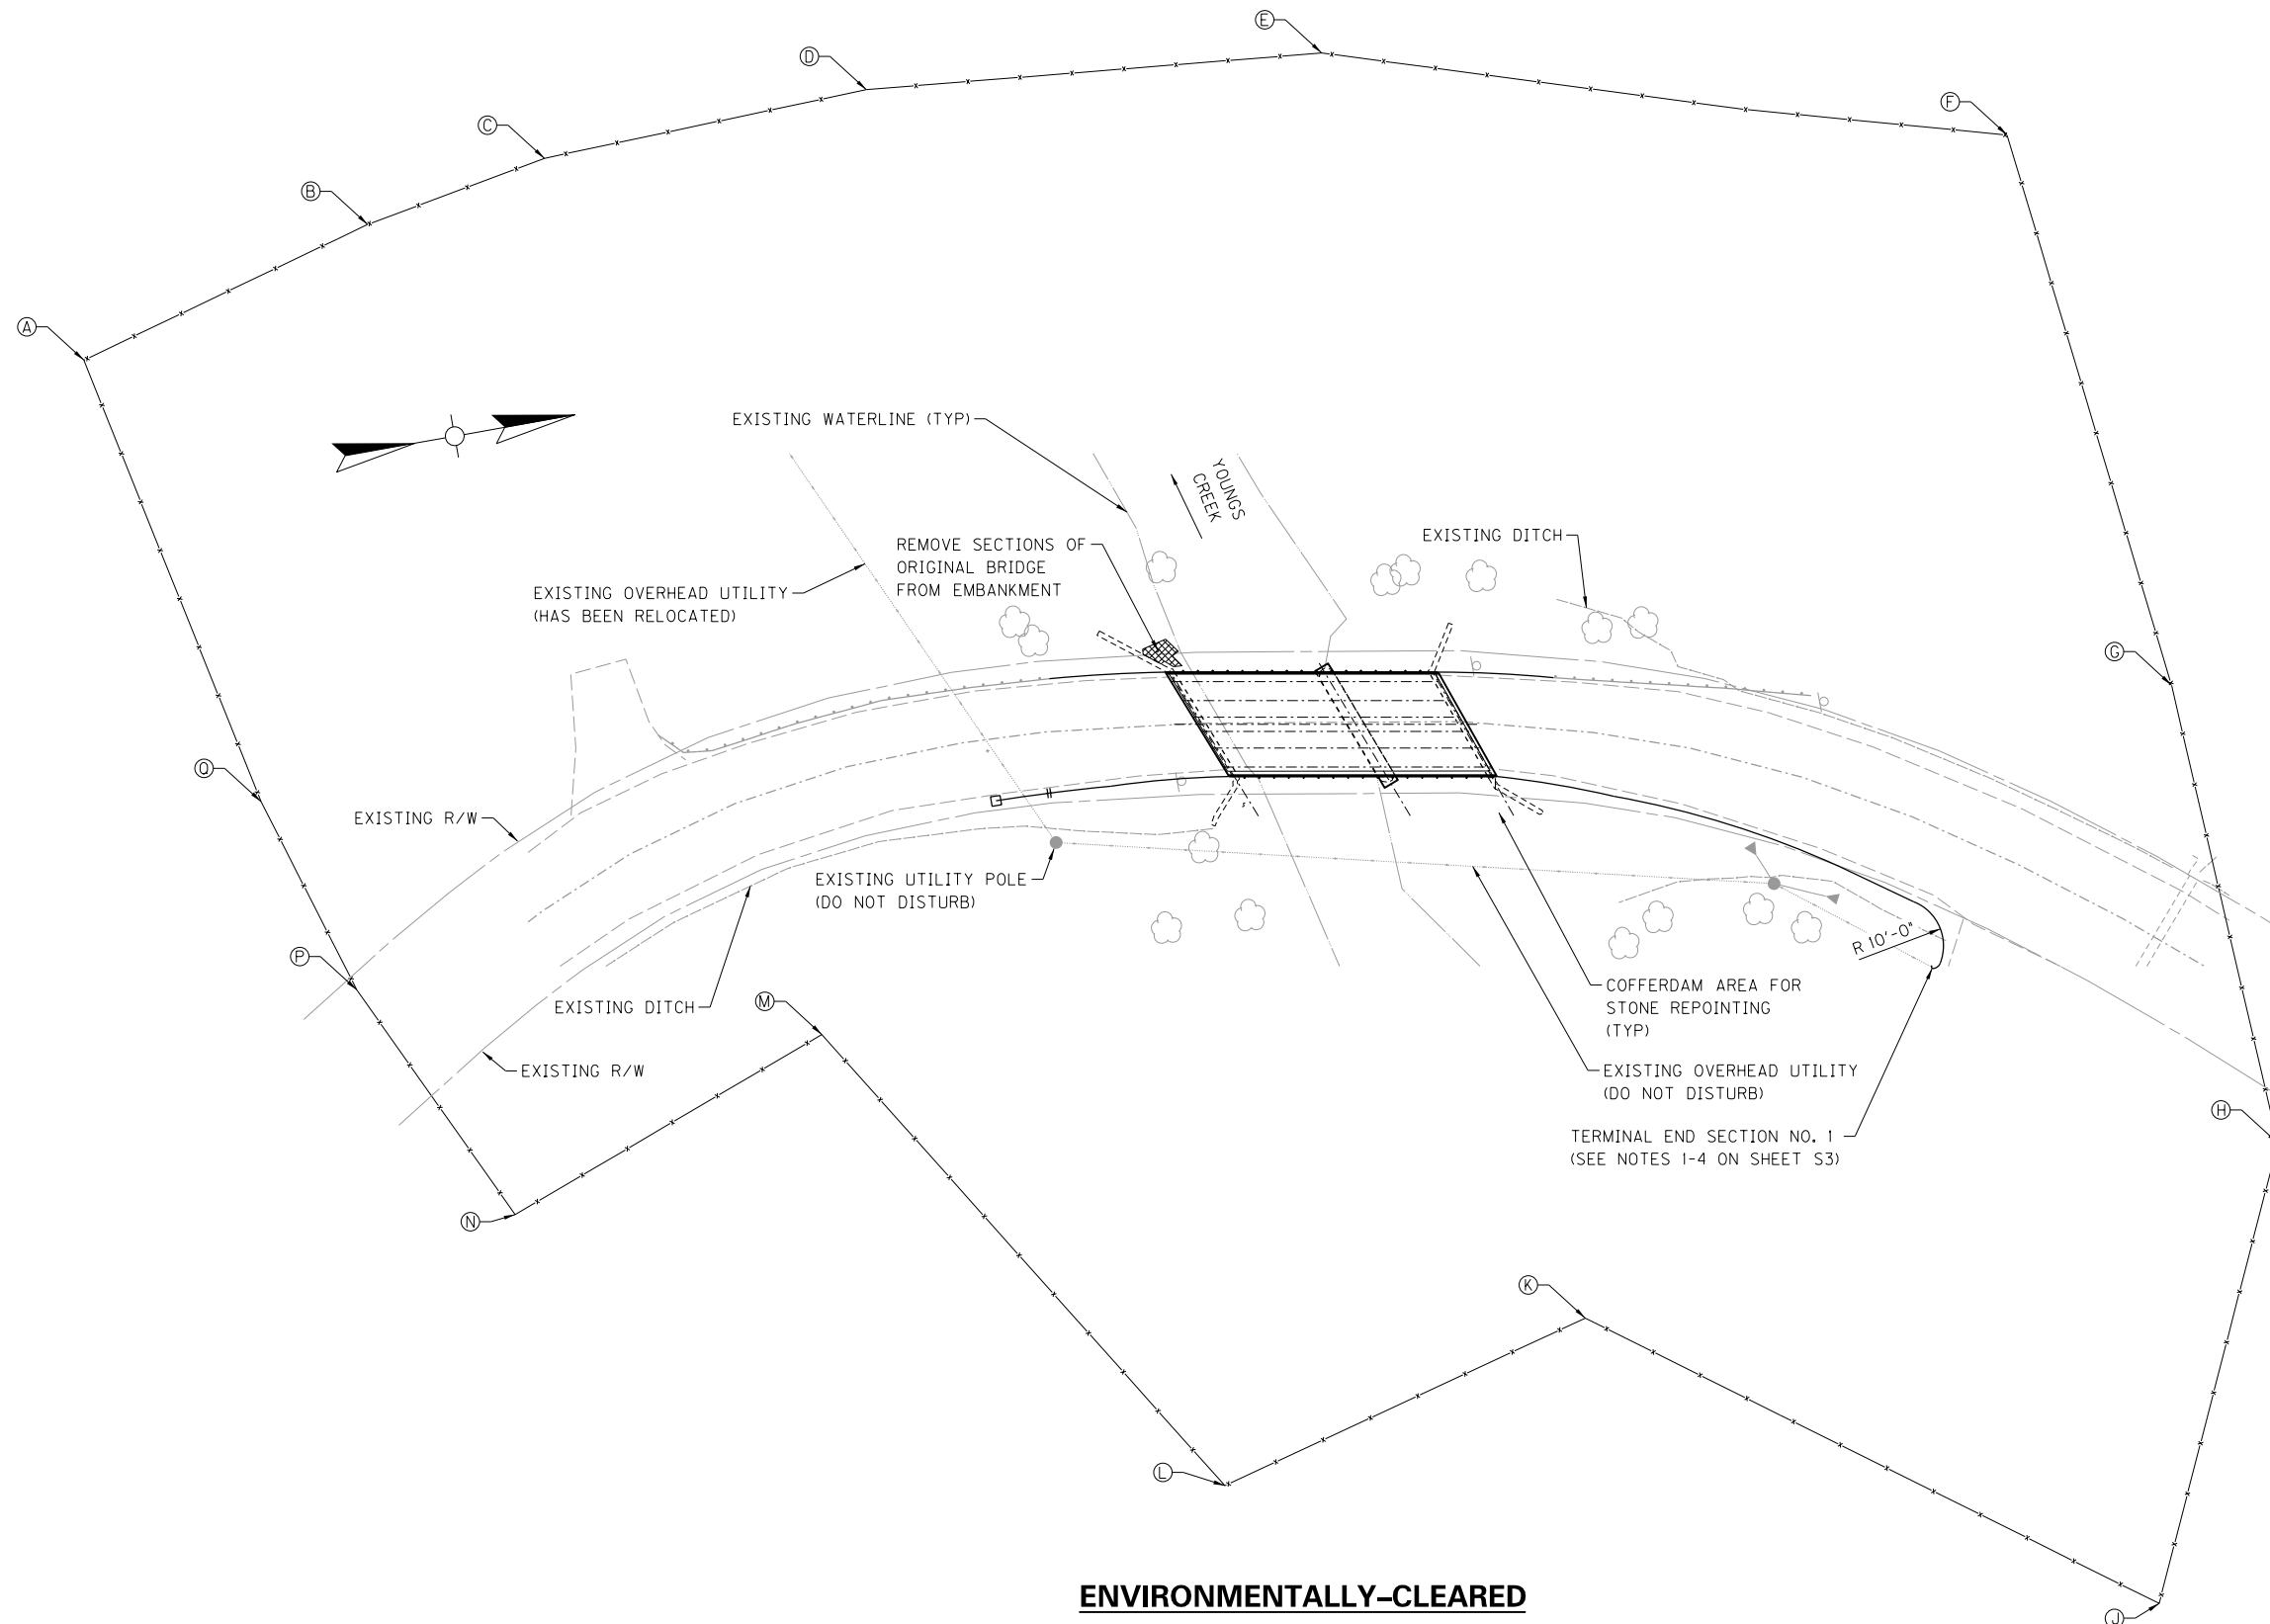 E
D
F
C
B
A
EXISTING WATERLINE (TYP)
YOUNGS
CREEK
EXISTING DITCH
REMOVE SECTIONS OF
ORIGINAL BRIDGE
FROM EMBANKMENT
EXISTING OVERHEAD UTILITY
(HAS BEEN RELOCATED)
G
Q
EXISTING R/W
EXISTING UTILITY POLE
(DO NOT DISTURB)
R 10'-0"
P
EXISTING DITCH
M
COFFERDAM AREA FOR
STONE REPOINTING
(TYP)
EXISTING R/W
EXISTING OVERHEAD UTILITY
(DO NOT DISTURB)
H
TERMINAL END SECTION NO. 1
(SEE NOTES 1-4 ON SHEET S3)
N
K
L
ENVIRONMENTALLY-CLEARED
J